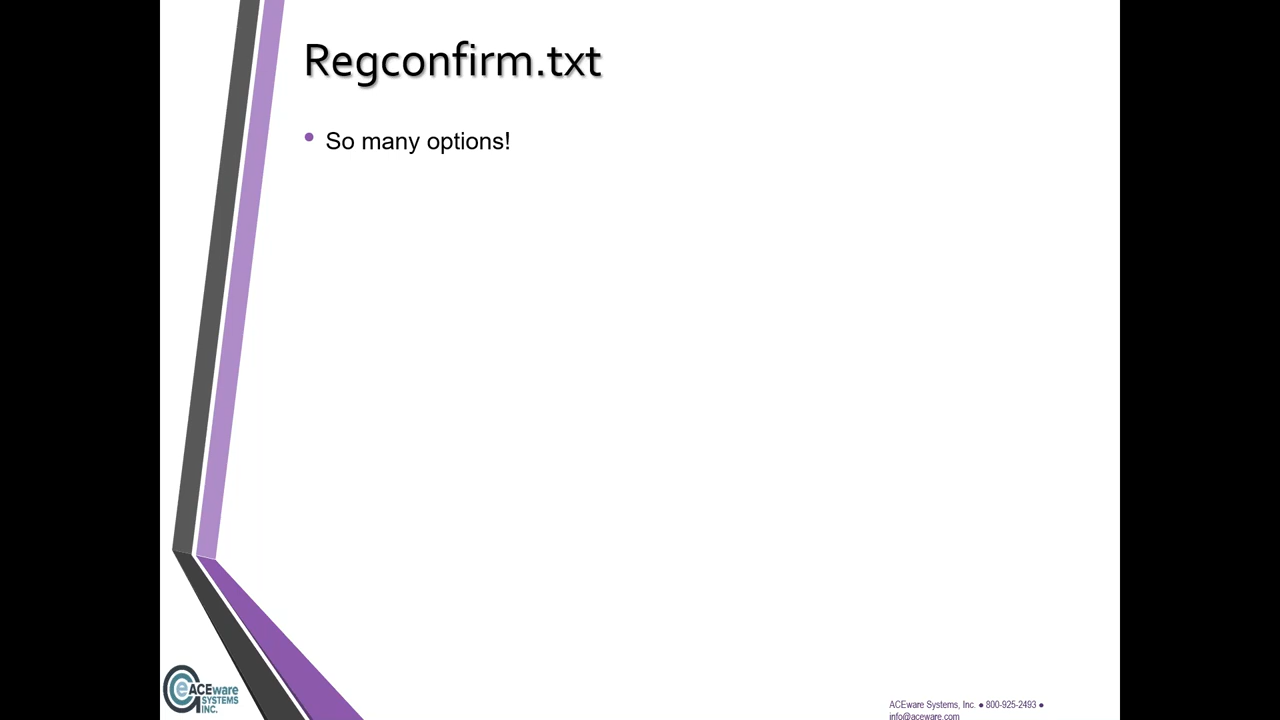 Regconfirm.txt
• So many options!
ACEware
SYSTEMS
INC.
ACEware Systems, Inc. ● 800-925-2493 ●
info@aceware.com